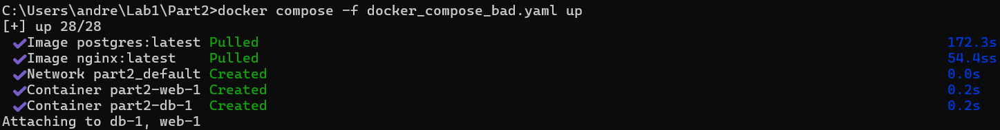 C:\Users\andre\Lab1\Part2>docker compose -f docker_compose_bad.yaml up
[+] up 28/28
✔Image postgres:latest Pulled 172.3s
✔Image nginx:latest Pulled 54.4ss
✔Network part2_default Created 0.0s
✔Container part2-web-1 Created 0.2s
✔Container part2-db-1 Created 0.2s
Attaching to db-1, web-1